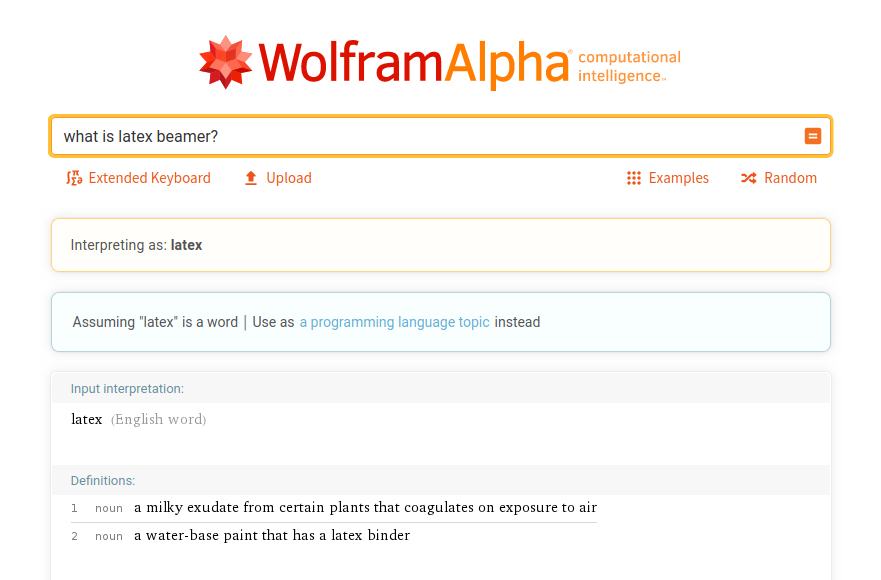 WolframAlpha computational
intelligence™
what is latex beamer?
Extended Keyboard Upload Examples Random
Interpreting as: latex
Assuming "latex" is a word | Use as a programming language topic instead
Input interpretation:
latex (English word)
Definitions:
1 noun a milky exudate from certain plants that coagulates on exposure to air
2 noun a water-base paint that has a latex binder